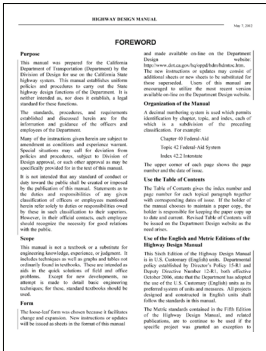 HIGHWAY DESIGN MANUAL
May 7, 2012
FOREWORD
Purpose
This manual was prepared for the California
Department of Transportation (Department) by the
Division of Design for use on the California State
highway system. This manual establishes uniform
policies and procedures to carry out the State
highway design functions of the Department. It is
neither intended as, nor does it establish, a legal
standard for these functions.
The standards, procedures, and requirements
established and discussed herein are for the
information and guidance of the officers and
employees of the Department.
Many of the instructions given herein are subject to
amendment as conditions and experience warrant.
Special situations may call for deviation from
policies and procedures, subject to Division of
Design approval, or such other approval as may be
specifically provided for in the text of this manual.
It is not intended that any standard of conduct or
duty toward the public shall be created or imposed
by the publication of this manual. Statements as to
the duties and responsibilities of any given
classification of officers or employees mentioned
herein refer solely to duties or responsibilities owed
by these in such classification to their superiors.
However, in their official contacts, each employee
should recognize the necessity for good relations
with the public.
Scope
This manual is not a textbook or a substitute for
engineering knowledge, experience, or judgment. It
includes techniques as well as graphs and tables not
ordinarily found in textbooks. These are intended as
aids in the quick solution of field and office
problems. Except for new developments, no
attempt is made to detail basic engineering
techniques; for these, standard textbooks should be
used.
Form
The loose-leaf form was chosen because it facilitates
change and expansion. New instructions or updates
will be issued as sheets in the format of this manual
and made available on-line on the Department
Design website:
The new instructions or updates may consist of
additional sheets or new sheets to be substituted for
those superseded. Users of this manual are
encouraged to utilize the most recent version
available on-line on the Department Design website.
Organization of the Manual
A decimal numbering system is used which permits
identification by chapter, topic, and index, each of
which is a subdivision of the preceding
classification. For example:
Chapter 40 Federal-Aid
Topic 42 Federal-Aid System
Index 42.2 Interstate
The upper corner of each page shows the page
number and the date of issue.
Use the Table of Contents
The Table of Contents gives the index number and
page number for each topical paragraph together
with corresponding dates of issue. If the holder of
the manual chooses to maintain a paper copy, the
holder is responsible for keeping the paper copy up
to date and current. Revised Table of Contents will
be issued on the Department Design website as the
need arises.
Use of the English and Metric Editions of the
Highway Design Manual
This Sixth Edition of the Highway Design Manual
is in U.S. Customary (English) units. Departmental
policy established by Director's Policy 15-R1 and
Deputy Directive Number 12-R1, both effective
October 2006, state that the Department has adopted
the use of the U.S. Customary (English) units as its
preferred system of units and measures. All projects
designed and constructed in English units shall
follow the standards in this manual.
The Metric standards contained in the Fifth Edition
of the Highway Design Manual, and related
publications, are to continue to be used if the
specific project was granted an exception to